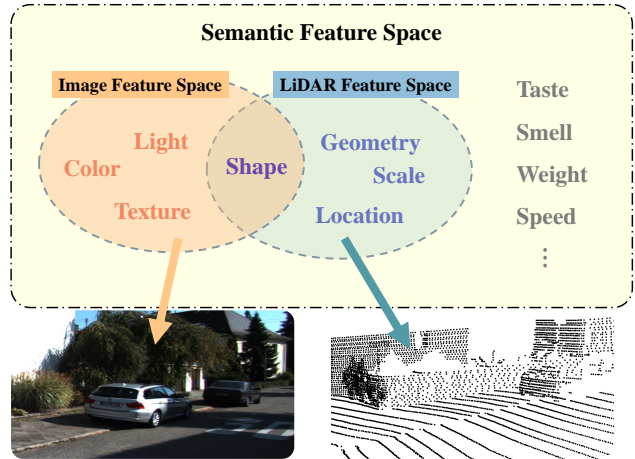 Semantic Feature Space
Image Feature Space
LiDAR Feature Space
Light
Color
Texture
Shape
Geometry
Scale
Location
Taste
Smell
Weight
Speed
⋮